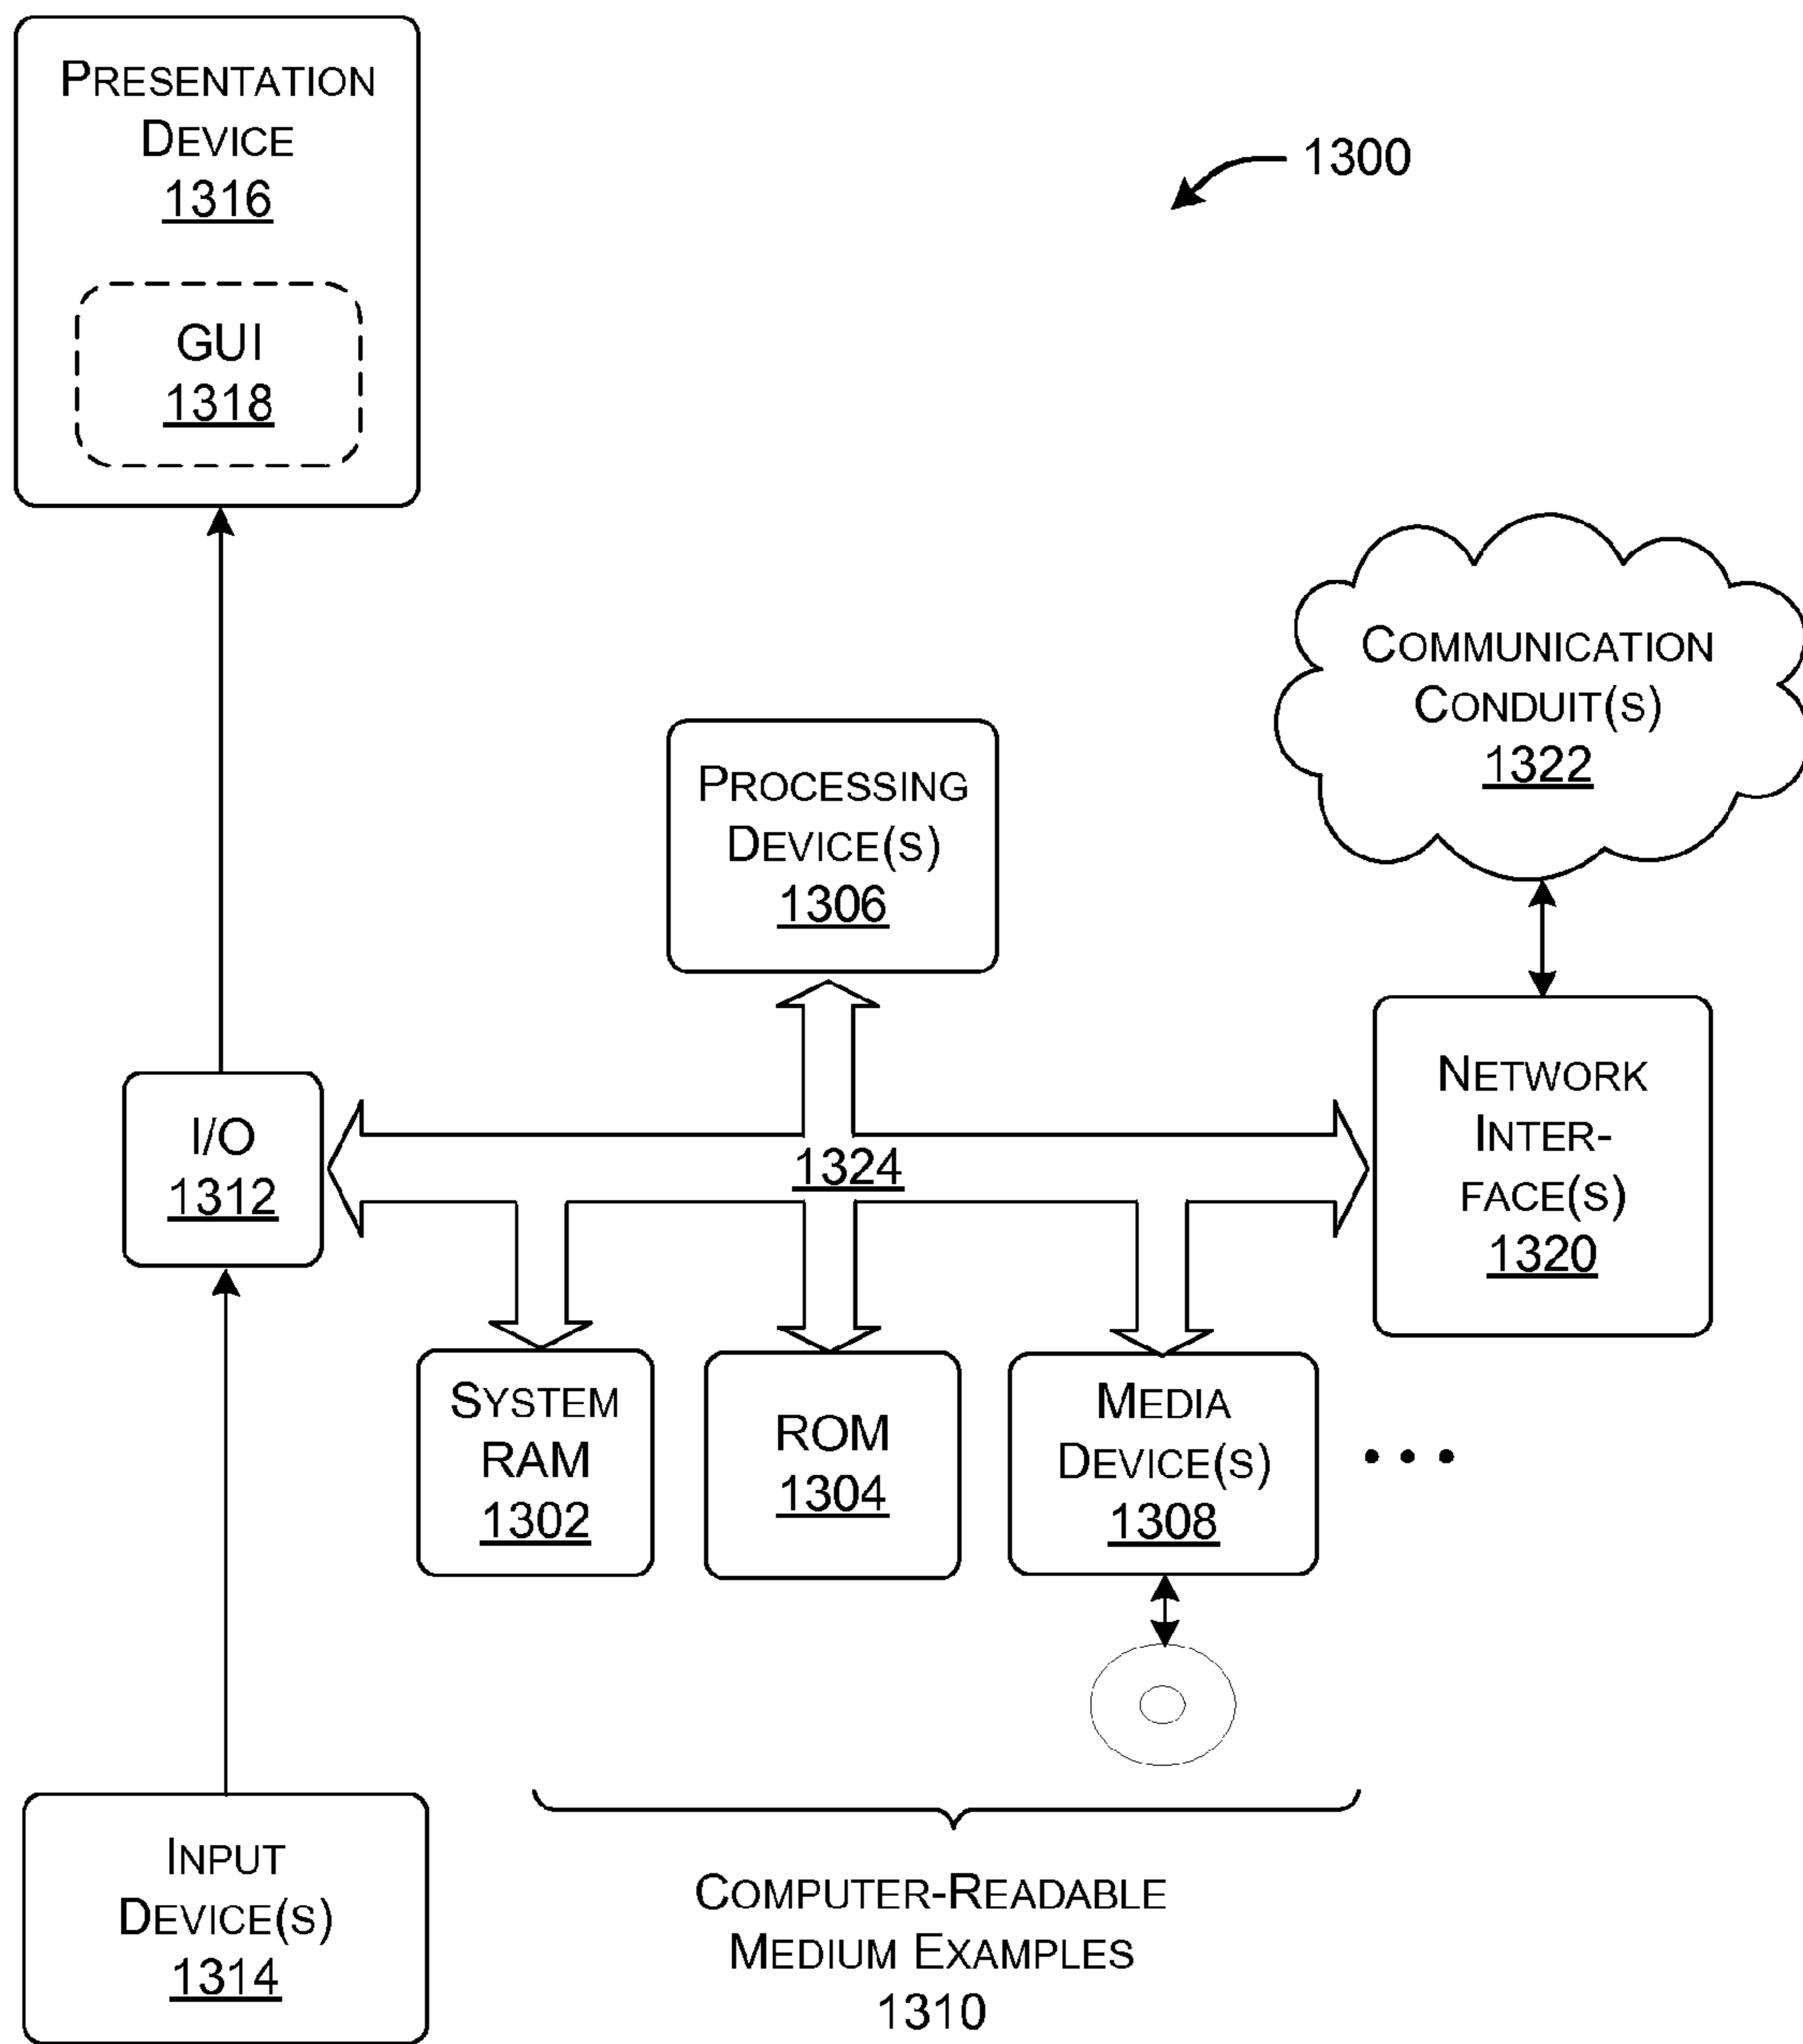 PRESENTATION
DEVICE
1316
GUI
1318
1300
COMMUNICATION
CONDUIT(S)
1322
PROCESSING
DEVICE(S)
1306
NETWORK
INTER-
FACE(S)
1320
I/O
1312
1324
SYSTEM
RAM
1302
ROM
1304
MEDIA
DEVICE(S)
1308
• • •
INPUT
DEVICE(S)
1314
COMPUTER-READABLE
MEDIUM EXAMPLES
1310